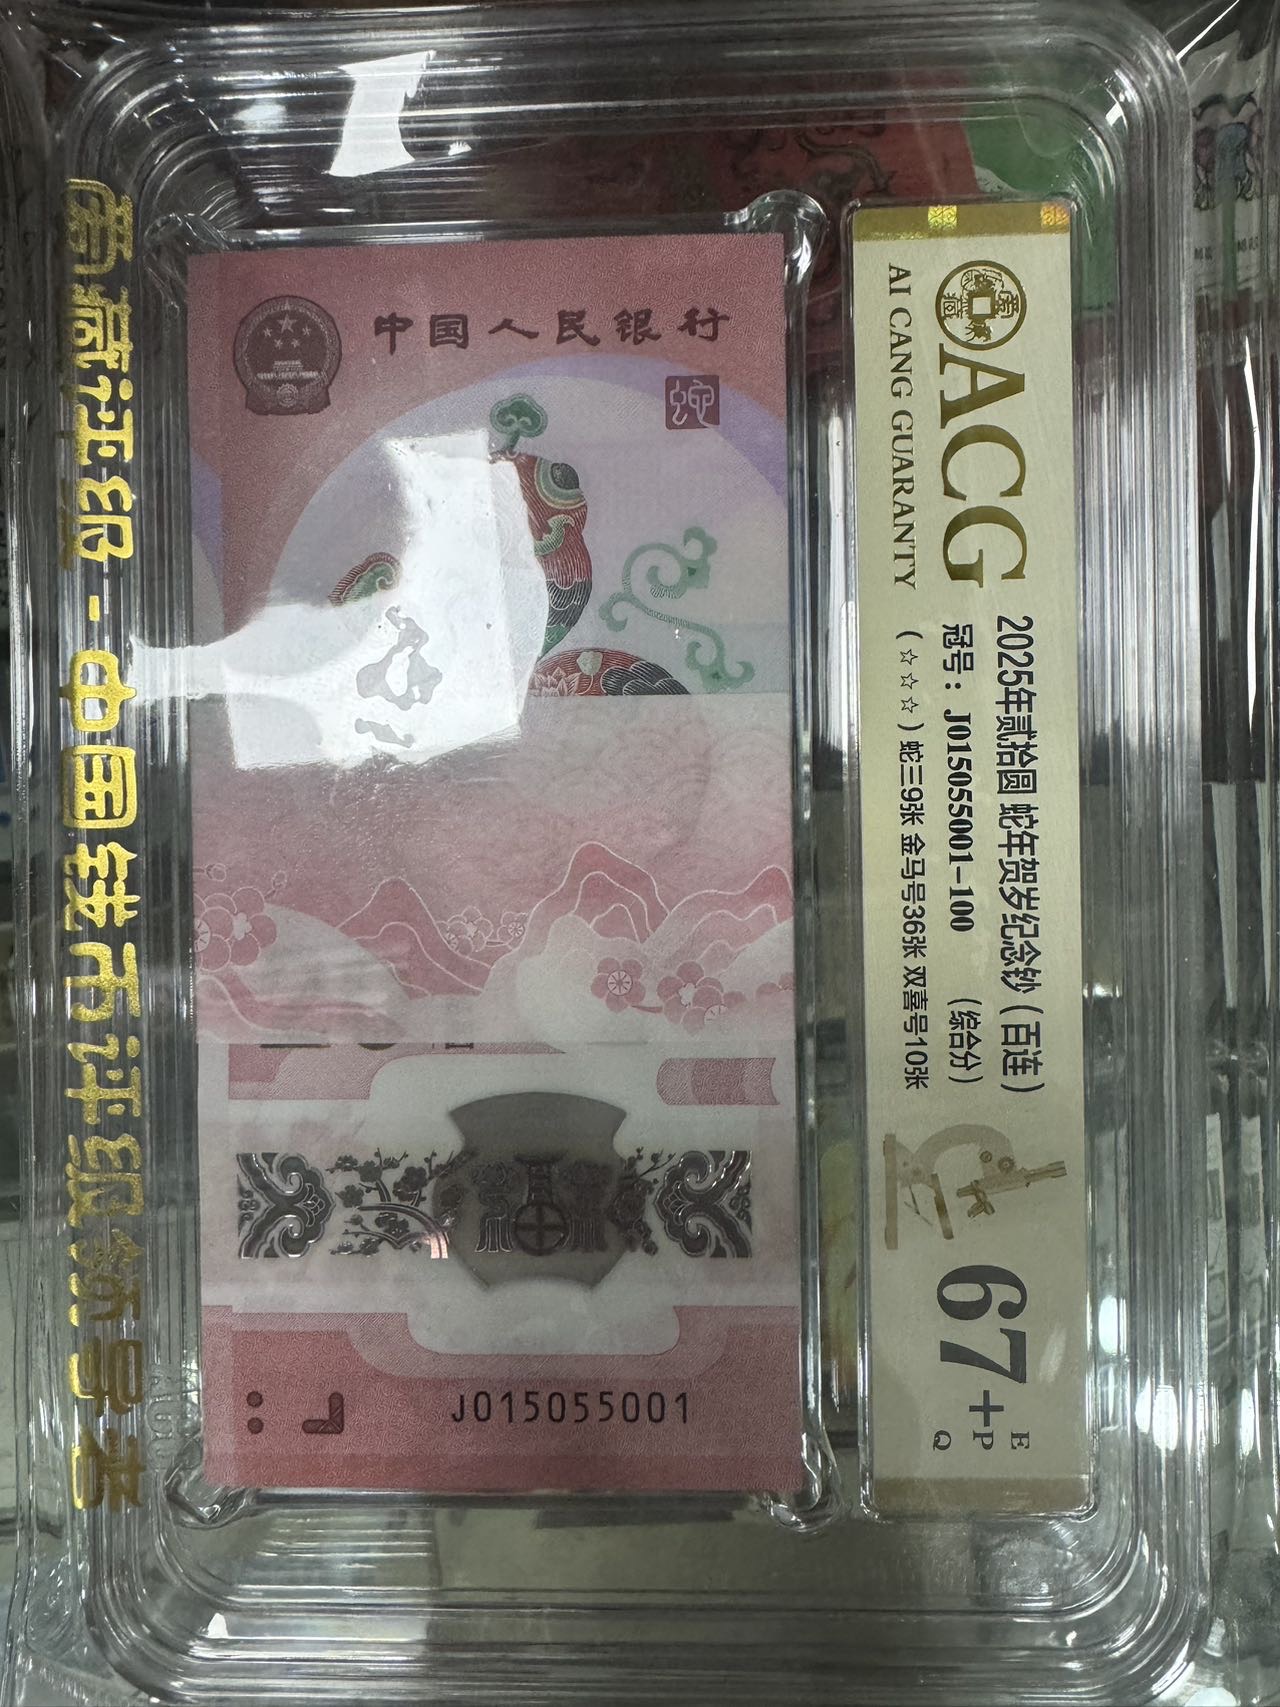 爱藏评级-中国钱币评级领导者
中国人民银行
蛇
J015055001
ACG
AI CANG GUARANTY
2025年贰拾圆 蛇年贺岁纪念钞（百连）
冠号：J015055001-100 （综合分）
（☆☆☆）蛇三9张 金马号36张 双喜号10张
67+
E
P
Q